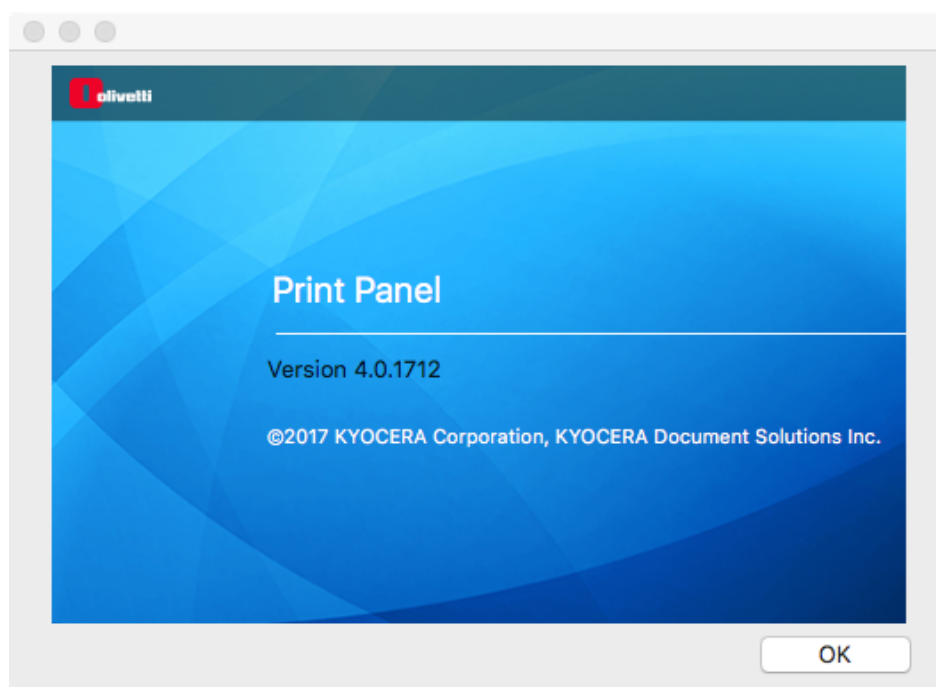 olivetti
Print Panel
Version 4.0.1712
©2017 KYOCERA Corporation, KYOCERA Document Solutions Inc.
OK